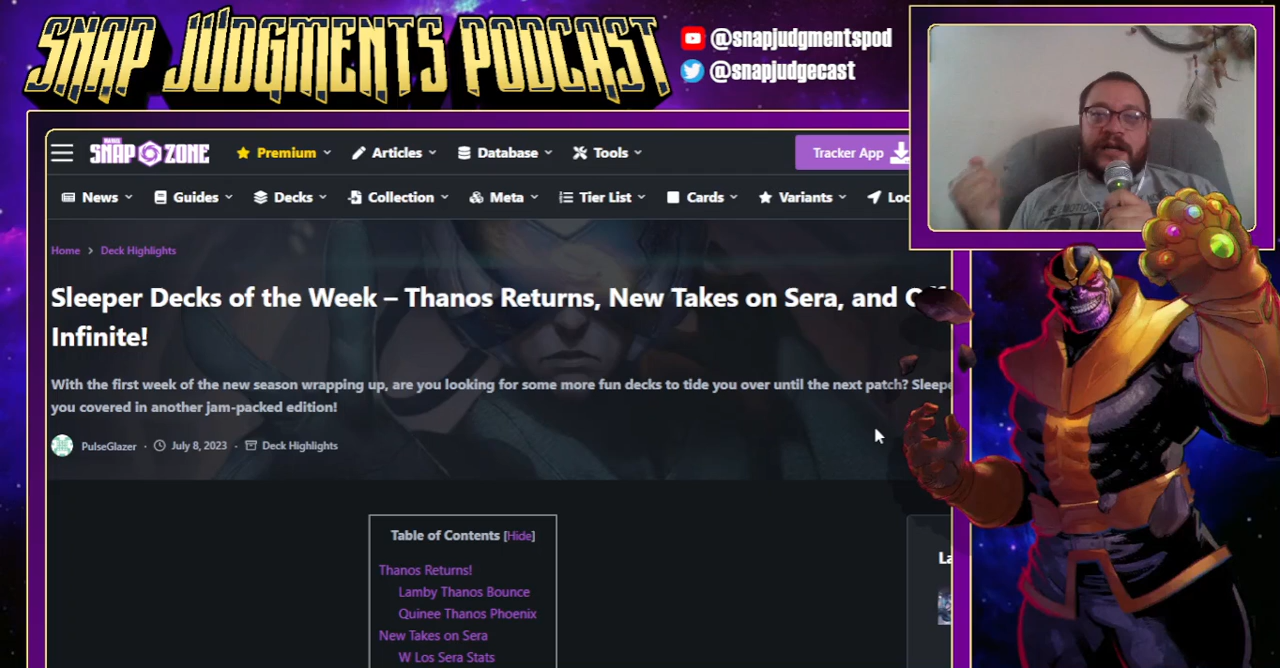 SNAP JUDGMENTS PODCAST
@snapjudgmentspod
@snapjudgecast
MARVEL SNAP ZONE
Premium
Articles
Database
Tools
Tracker App
News
Guides
Decks
Collection
Meta
Tier List
Cards
Variants
Home > Deck Highlights
Sleeper Decks of the Week – Thanos Returns, New Takes on Sera, and
Infinite!
With the first week of the new season wrapping up, are you looking for some more fun decks to tide you over until the next patch?
you covered in another jam-packed edition!
PulseGlazer · July 8, 2023 · Deck Highlights
Table of Contents [Hide]
Thanos Returns!
Lamby Thanos Bounce
Quinee Thanos Phoenix
New Takes on Sera
W Los Sera Stats